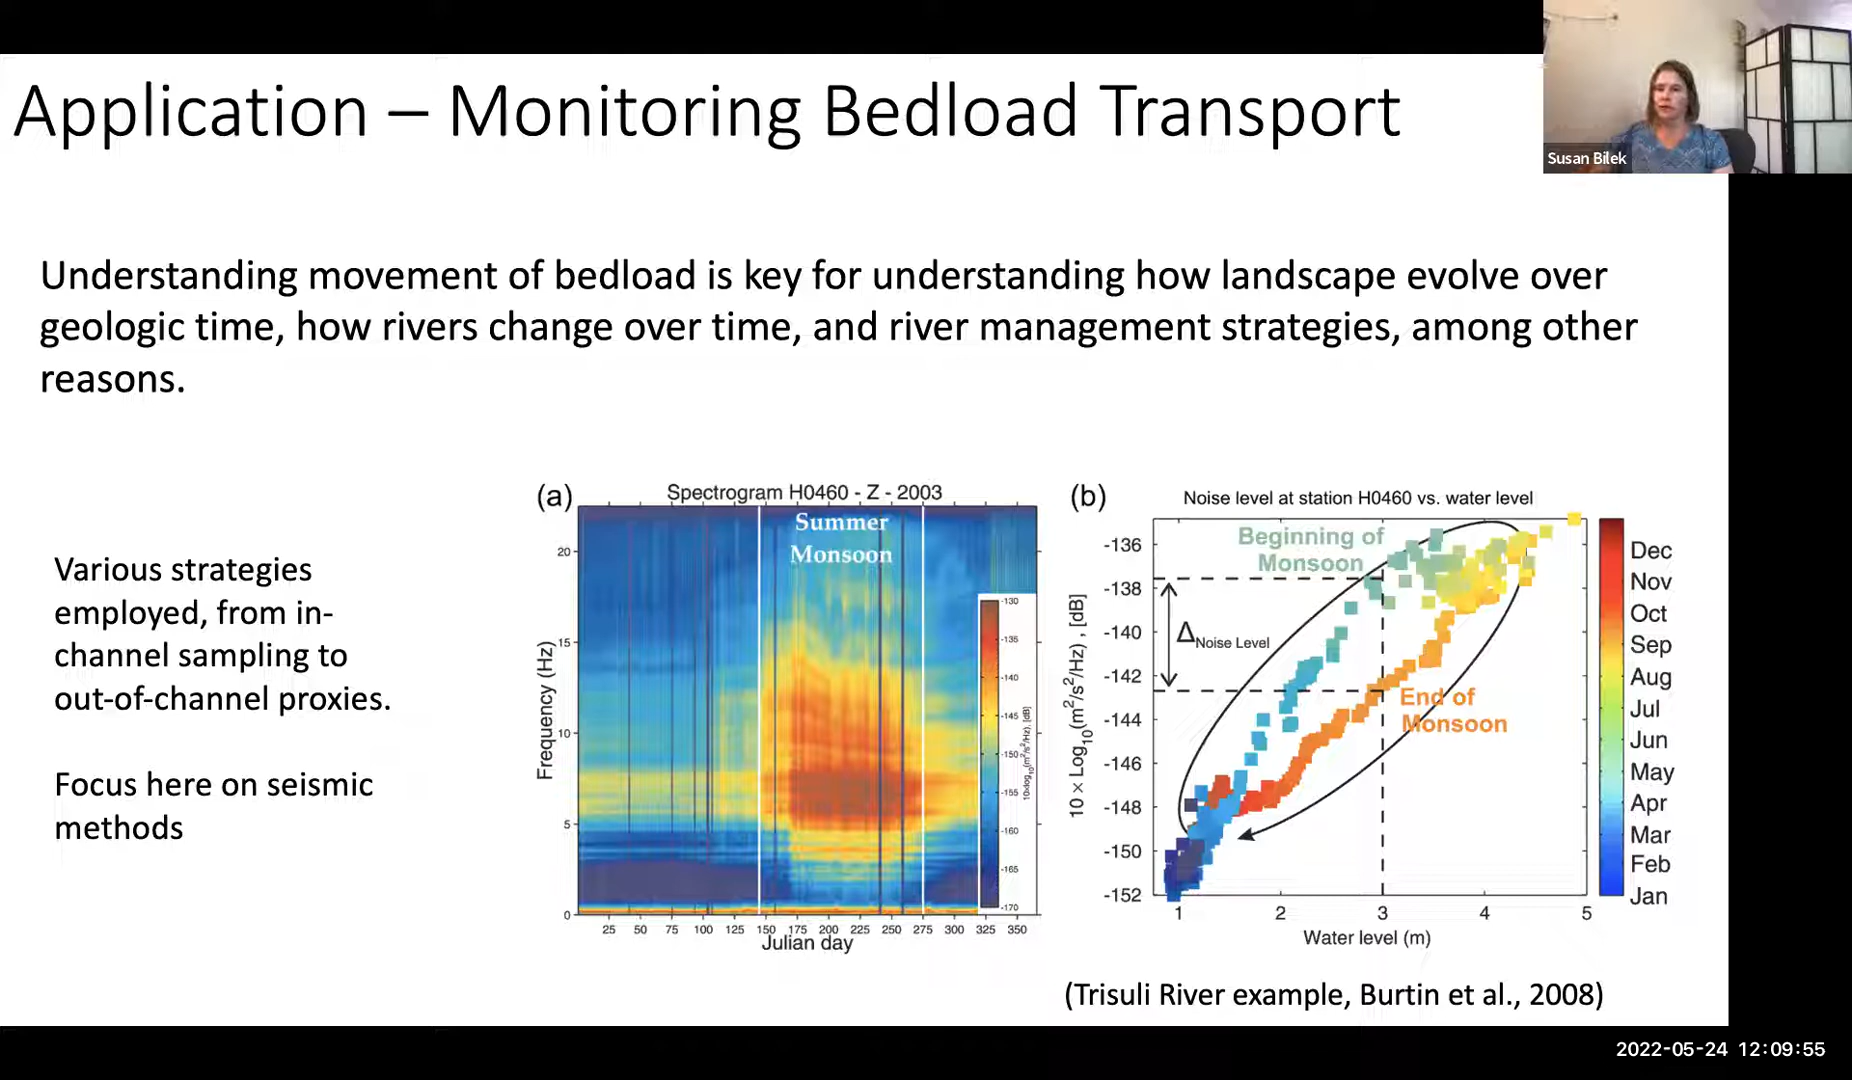 Application – Monitoring Bedload Transport
Susan Bilek
Understanding movement of bedload is key for understanding how landscape evolve over
geologic time, how rivers change over time, and river management strategies, among other
reasons.
Various strategies
employed, from in-
channel sampling to
out-of-channel proxies.
Focus here on seismic
methods
(a)
Spectrogram H0460 - Z - 2003
Summer
Monsoon
Frequency (Hz)
20
15
10
5
0
25 50 75 100 125 150 175 200 225 250 275 300 325 350
Julian day
-130
-135
-140
-145
-150
-155
-160
-165
-170
10xlog10(m²/s²/Hz), [dB]
(b)
Noise level at station H0460 vs. water level
Beginning of
Monsoon
Δ Noise Level
End of
Monsoon
10 × Log10(m²/s²/Hz) , [dB]
-136
-138
-140
-142
-144
-146
-148
-150
-152
1 2 3 4 5
Water level (m)
Dec
Nov
Oct
Sep
Aug
Jul
Jun
May
Apr
Mar
Feb
Jan
(Trisuli River example, Burtin et al., 2008)
2022-05-24 12:09:55